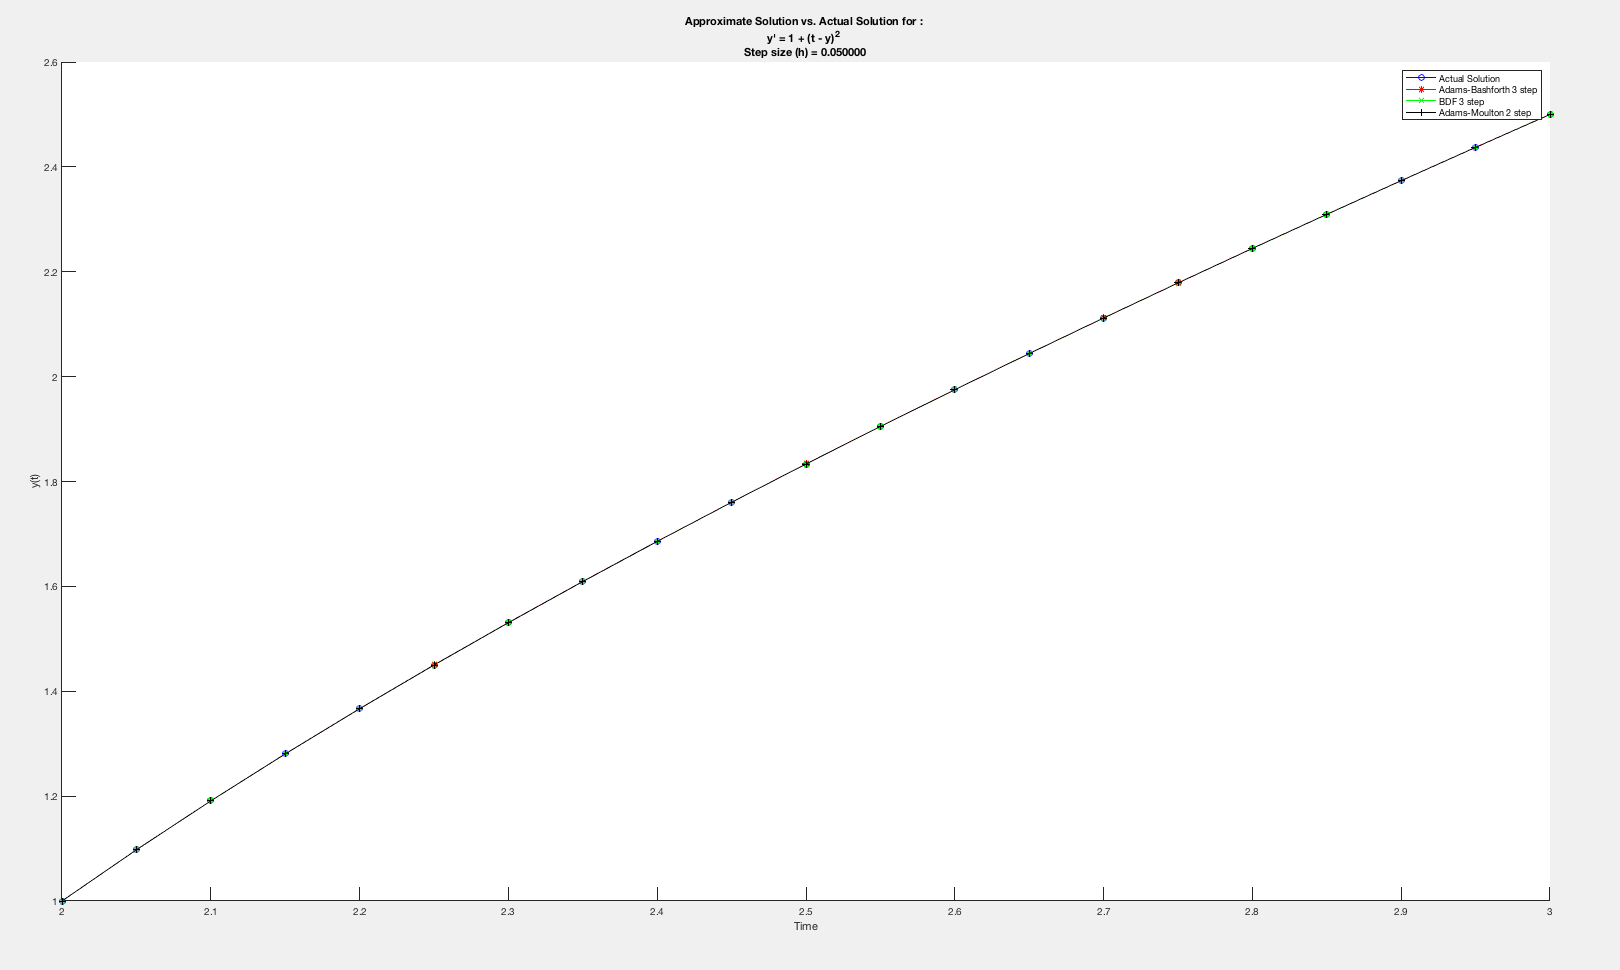 Approximate Solution vs. Actual Solution for :
y' = 1 + (t - y)²
Step size (h) = 0.050000
Actual Solution
Adams-Bashforth 3 step
BDF 3 step
Adams-Moulton 2 step
2.6
2.4
2.2
2
1.8
1.6
1.4
1.2
1
y(t)
2 2.1 2.2 2.3 2.4 2.5 2.6 2.7 2.8 2.9 3
Time